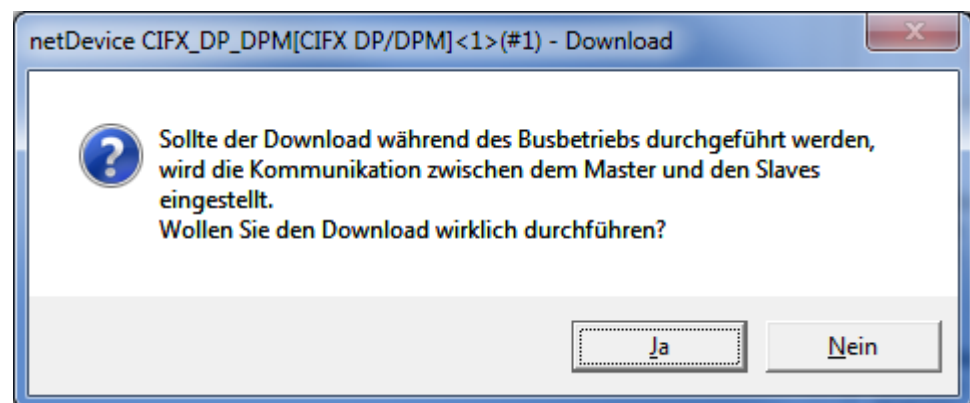 netDevice CIFX_DP_DPM[CIFX DP/DPM]<1>(#1) - Download
Sollte der Download während des Busbetriebs durchgeführt werden,
wird die Kommunikation zwischen dem Master und den Slaves
eingestellt.
Wollen Sie den Download wirklich durchführen?
Ja
Nein